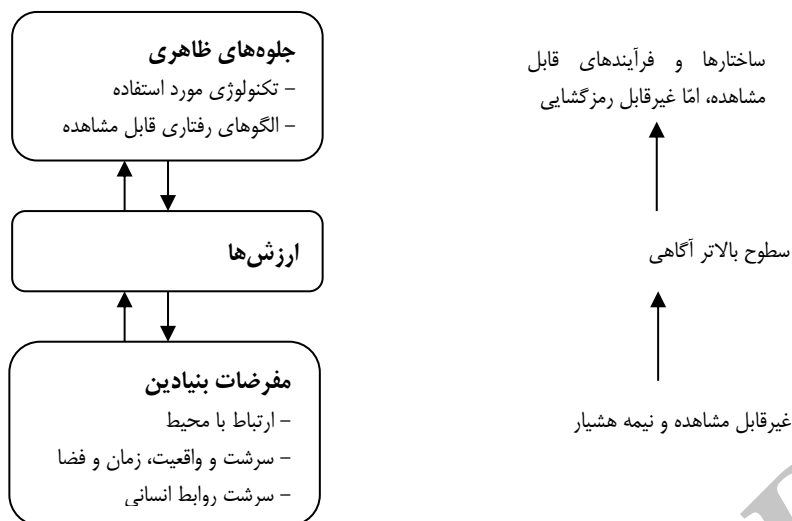 جلوه‌های ظاهری
– تکنولوژی مورد استفاده
– الگوهای رفتاری قابل مشاهده
ساختارها و فرآیندهای قابل
مشاهده، امّا غیرقابل رمزگشایی
ارزش‌ها
سطوح بالاتر آگاهی
مفرضات بنیادین
– ارتباط با محیط
– سرشت و واقعیت، زمان و فضا
– سرشت روابط انسانی
غیرقابل مشاهده و نیمه هشیار